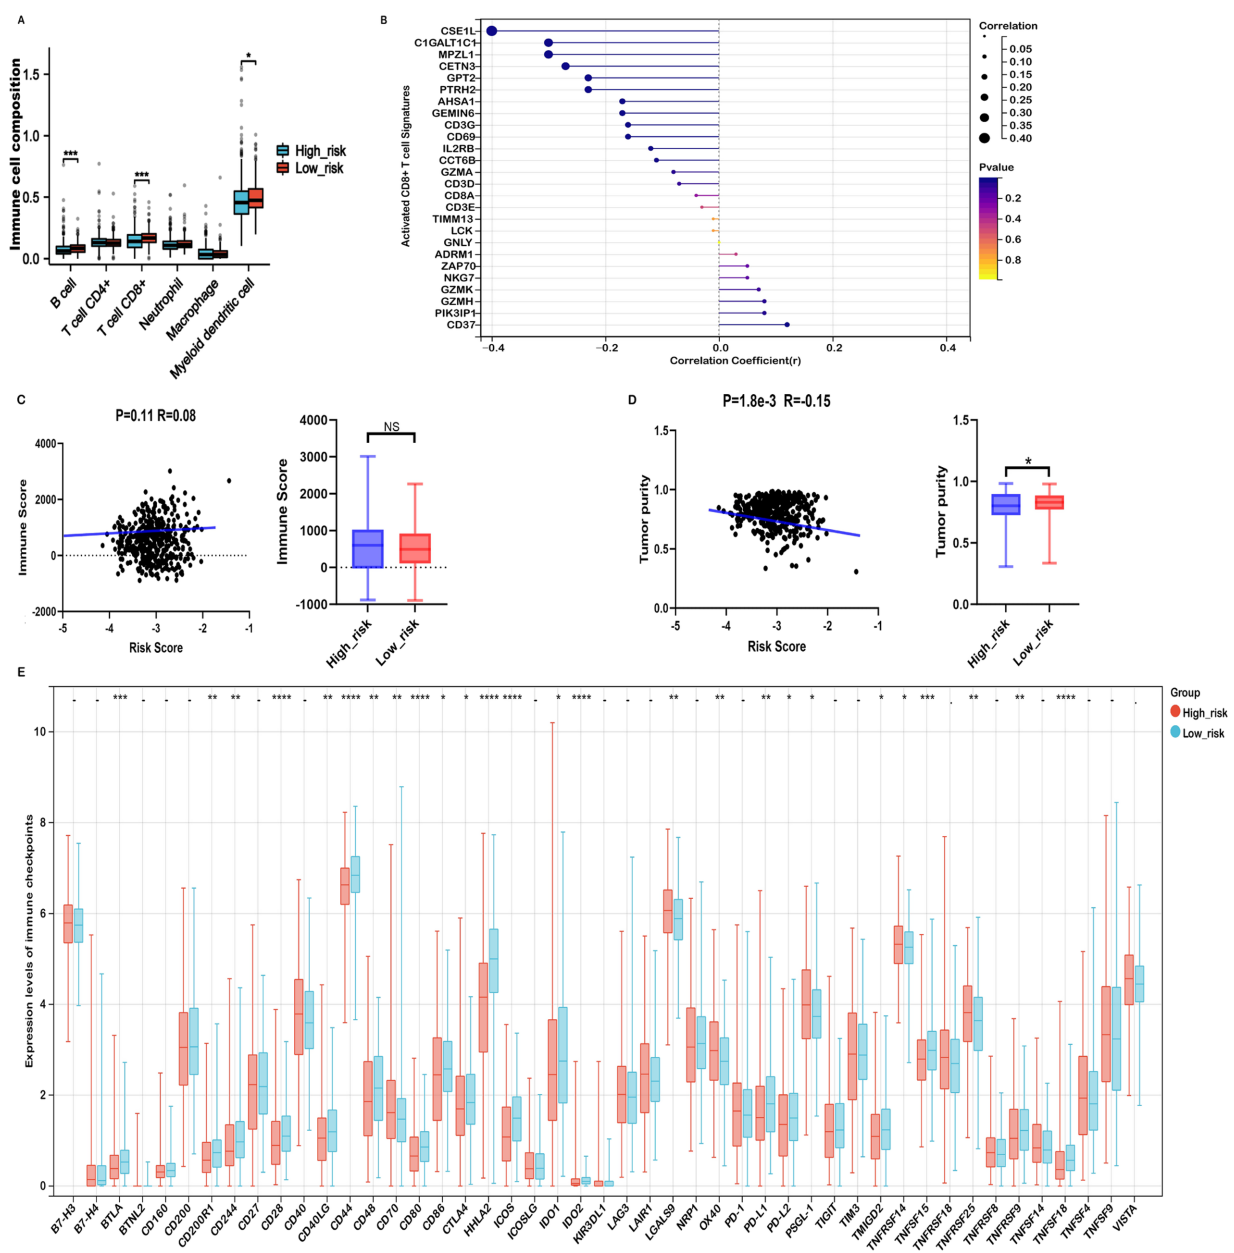 A
Immune cell composition
1.5
1.0
0.5
0.0
***
***
*
High_risk
Low_risk
B cell
T cell CD4+
T cell CD8+
Neutrophil
Macrophage
Myeloid dendritic cell
B
Activated CD8+ T cell Signatures
CSE1L
C1GALT1C1
MPZL1
CETN3
GPT2
PTRH2
AHSA1
GEMIN6
CD3G
CD69
IL2RB
CCT6B
GZMA
CD3D
CD8A
CD3E
TIMM13
LCK
GNLY
ADRM1
ZAP70
NKG7
GZMK
GZMH
PIK3IP1
CD37
−0.4
−0.2
0.0
0.2
0.4
Correlation Coefficient(r)
Correlation
0.05
0.10
0.15
0.20
0.25
0.30
0.35
0.40
Pvalue
0.2
0.4
0.6
0.8
C
P=0.11 R=0.08
Immune Score
4000
2000
0
-2000
-5
-4
-3
-2
-1
Risk Score
Immune Score
4000
3000
2000
1000
0
-1000
NS
High_risk
Low_risk
D
P=1.8e-3 R=-0.15
Tumor purity
1.5
1.0
0.5
0.0
-5
-4
-3
-2
-1
Risk Score
Tumor purity
1.5
1.0
0.5
0.0
*
High_risk
Low_risk
E
Expression levels of immune checkpoints
10
8
6
4
2
0
- - *** - - - ** ** - **** - ** **** ** ** **** * * **** **** - * **** - - - ** - ** - ** * * - - * * *** - ** - ** - **** - - -
Group
High_risk
Low_risk
B7-H3
B7-H4
BTLA
BTNL2
CD160
CD200
CD200R1
CD244
CD27
CD28
CD40
CD40LG
CD44
CD48
CD70
CD80
CD86
CTLA4
HHLA2
ICOS
ICOSLG
IDO1
IDO2
KIR3DL1
LAG3
LAIR1
LGALS9
NRP1
OX40
PD-1
PD-L1
PD-L2
PSGL-1
TIGIT
TIM3
TMIGD2
TNFRSF14
TNFSF15
TNFRSF18
TNFRSF25
TNFRSF8
TNFRSF9
TNFSF14
TNFSF18
TNFSF4
TNFSF9
VISTA